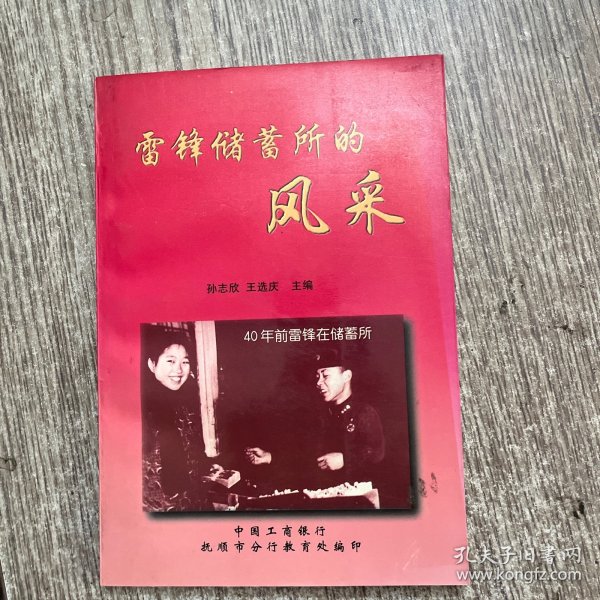 雷锋储蓄所的
风采
孙志欣 王选庆 主编
40年前雷锋在储蓄所
中国工商银行
抚顺市分行教育处编印
孔夫子旧书网
www.kongfz.com